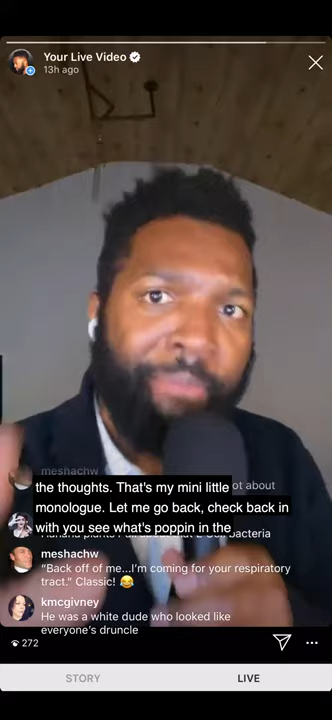 Your Live Video
13h ago
meshachw
the thoughts. That's my mini little
ot about
monologue. Let me go back, check back in
with you see what's poppin in the
bacteria
meshachw
“Back off of me...I’m coming for your respiratory
tract.” Classic! 😂
kmcgivney
He was a white dude who looked like
everyone’s druncle
272
STORY
LIVE